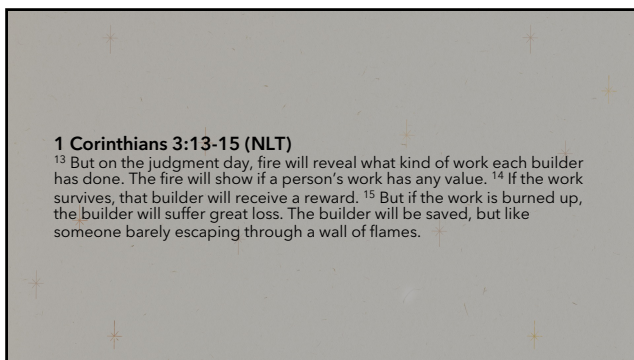 1 Corinthians 3:13-15 (NLT)
13 But on the judgment day, fire will reveal what kind of work each builder
has done. The fire will show if a person's work has any value. 14 If the work
survives, that builder will receive a reward. 15 But if the work is burned up,
the builder will suffer great loss. The builder will be saved, but like
someone barely escaping through a wall of flames.